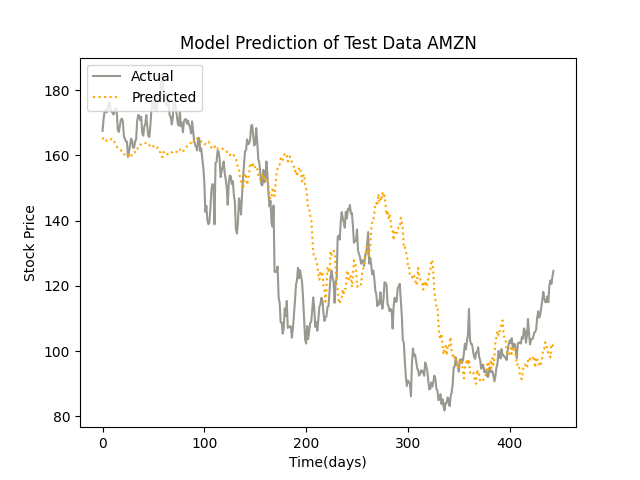 Model Prediction of Test Data AMZN
Actual
Predicted
180
160
140
120
100
80
Stock Price
0 100 200 300 400
Time(days)